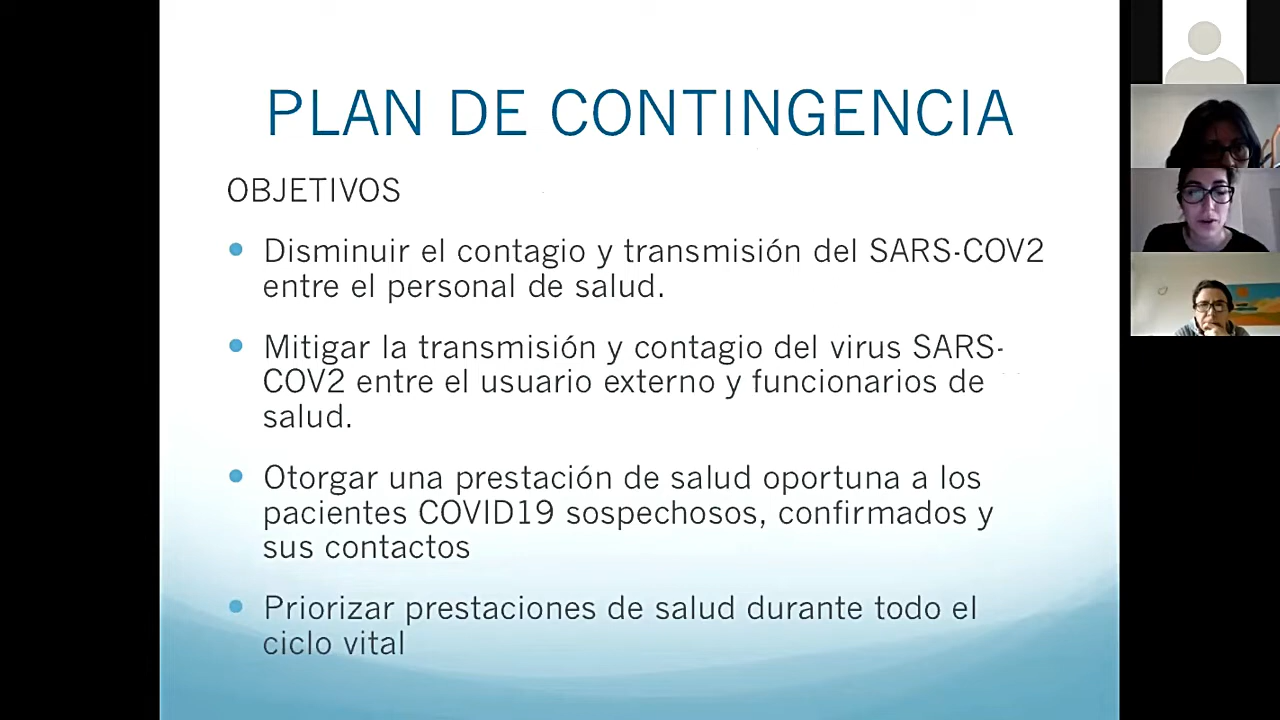 PLAN DE CONTINGENCIA
OBJETIVOS
Disminuir el contagio y transmisión del SARS-COV2
entre el personal de salud.
Mitigar la transmisión y contagio del virus SARS-
COV2 entre el usuario externo y funcionarios de
salud.
Otorgar una prestación de salud oportuna a los
pacientes COVID19 sospechosos, confirmados y
sus contactos
Priorizar prestaciones de salud durante todo el
ciclo vital